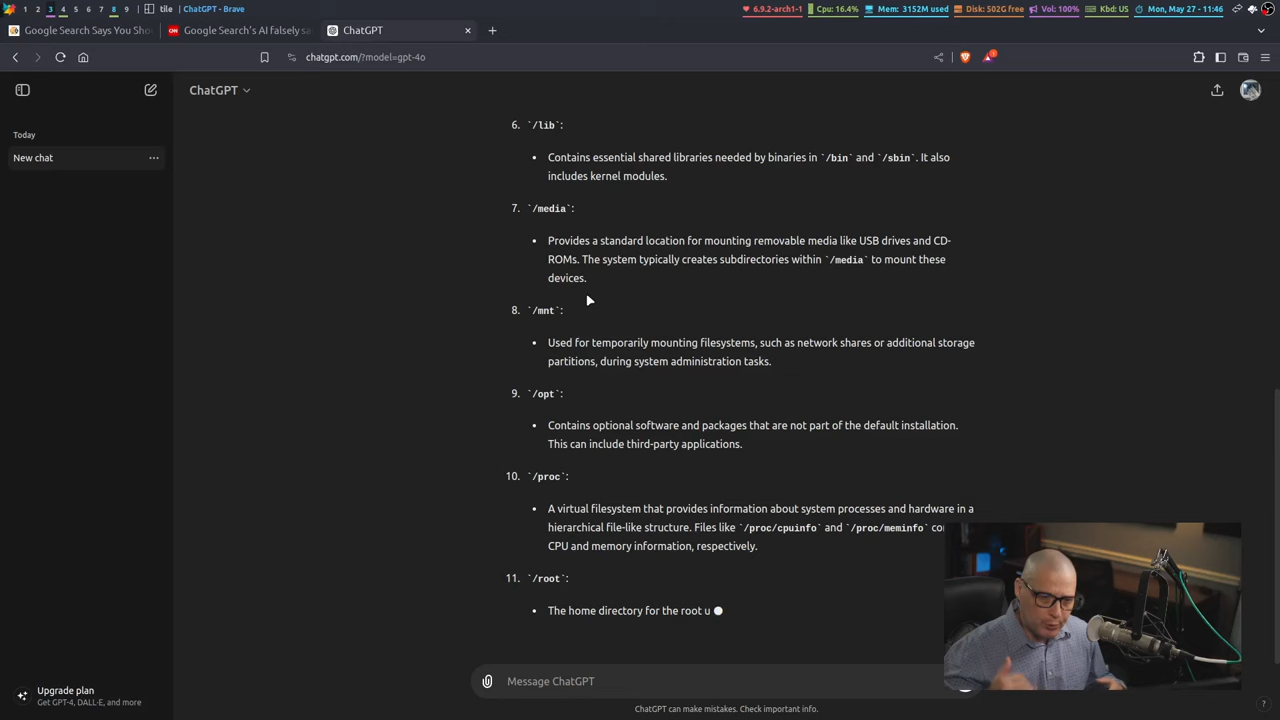 1 2 3 4 5 6 7 8 9 tile ChatGPT - Brave 6.9.2-arch1-1 Cpu: 16.4% Mem: 3152M used Disk: 502G free Vol: 100% Kbd: US Mon, May 27 - 11:46
Google Search Says You Shou Google Search's AI falsely sa ChatGPT
chatgpt.com/?model=gpt-4o 1
ChatGPT
Today
New chat
6. `/lib`:
• Contains essential shared libraries needed by binaries in `/bin` and `/sbin`. It also
includes kernel modules.
7. `/media`:
• Provides a standard location for mounting removable media like USB drives and CD-
ROMs. The system typically creates subdirectories within `/media` to mount these
devices.
8. `/mnt`:
• Used for temporarily mounting filesystems, such as network shares or additional storage
partitions, during system administration tasks.
9. `/opt`:
• Contains optional software and packages that are not part of the default installation.
This can include third-party applications.
10. `/proc`:
• A virtual filesystem that provides information about system processes and hardware in a
hierarchical file-like structure. Files like `/proc/cpuinfo` and `/proc/meminfo` con
CPU and memory information, respectively.
11. `/root`:
• The home directory for the root u
Upgrade plan
Get GPT-4, DALL·E, and more
Message ChatGPT
ChatGPT can make mistakes. Check important info.
?